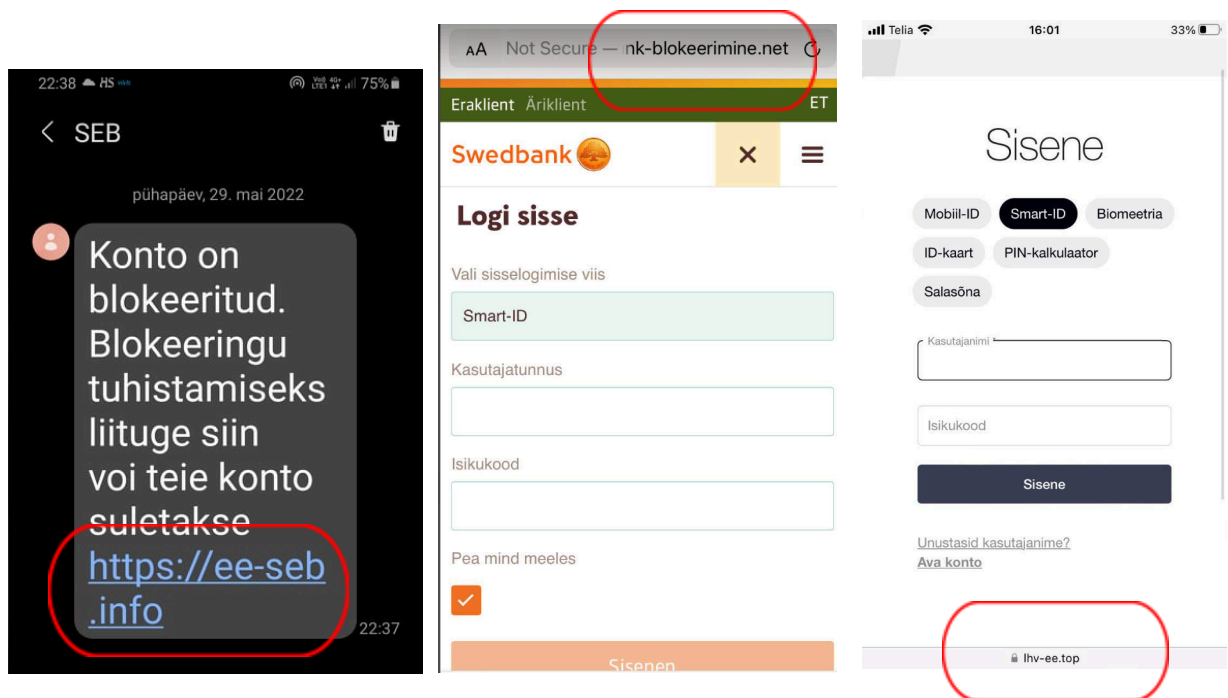 22:38 HS 75%
SEB
pühapäev, 29. mai 2022
Konto on
blokeeritud.
Blokeeringu
tuhistamiseks
liituge siin
voi teie konto
suletakse
https://ee-seb
.info
22:37
AA Not Secure — nk-blokeerimine.net
Eraklient Äriklient ET
Swedbank
Logi sisse
Vali sisselogimise viis
Smart-ID
Kasutajatunnus
Isikukood
Pea mind meeles
Sisenen
Telia 16:01 33%
Sisene
Mobiil-ID Smart-ID Biomeetria
ID-kaart PIN-kalkulaator
Salasõna
Kasutajanimi *
Isikukood
Sisene
Unustasid kasutajanime?
Ava konto
lhv-ee.top